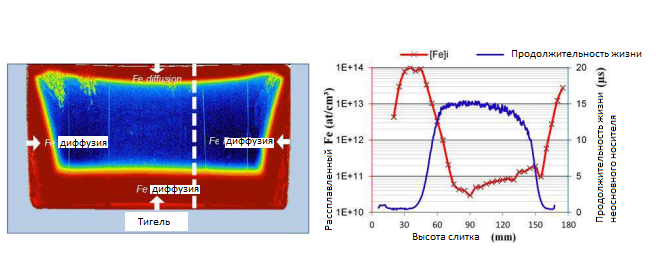 Fe diffusion
Fe диффузия
Fe диффузия
Fe диффузия
Тигель
[Fe]i
Продолжительность жизни
Рассплавленный Fe (at/cm³)
1E+14
1E+13
1E+12
1E+11
1E+10
20
15
10
5
0
0 30 60 90 120 150 180
Высота слитка (mm)
Продолжительность жизни
неосновного носителя (μs)